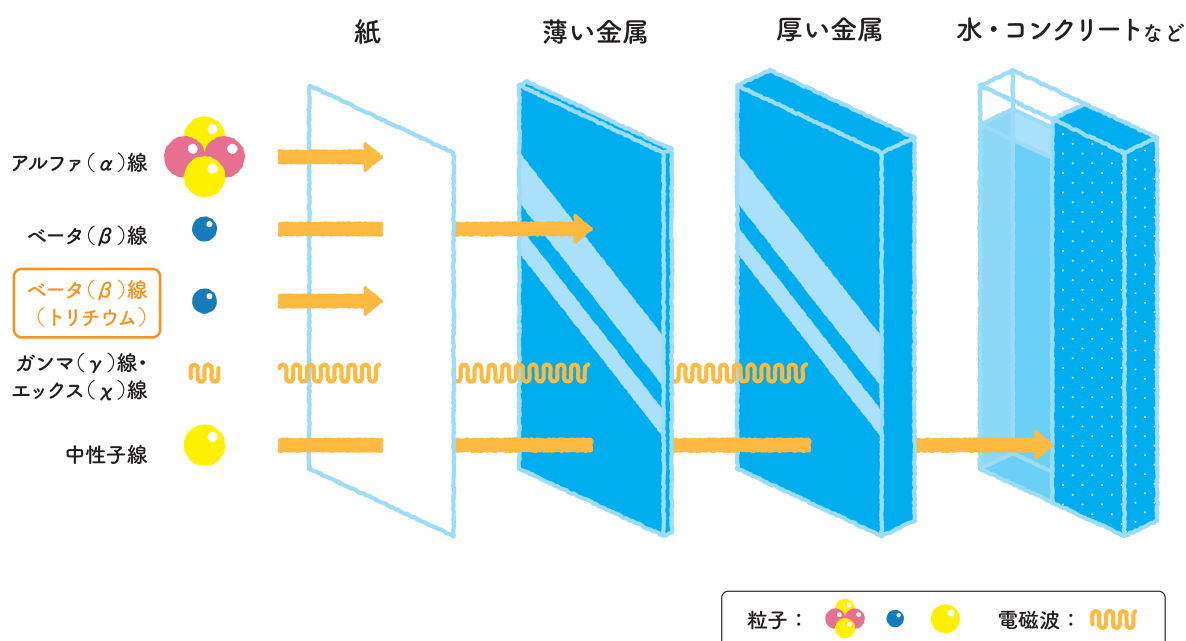 紙
薄い金属
厚い金属
水・コンクリートなど
アルファ(α)線
ベータ(β)線
ベータ(β)線
(トリチウム)
ガンマ(γ)線・
エックス(χ)線
中性子線
粒子:
電磁波: